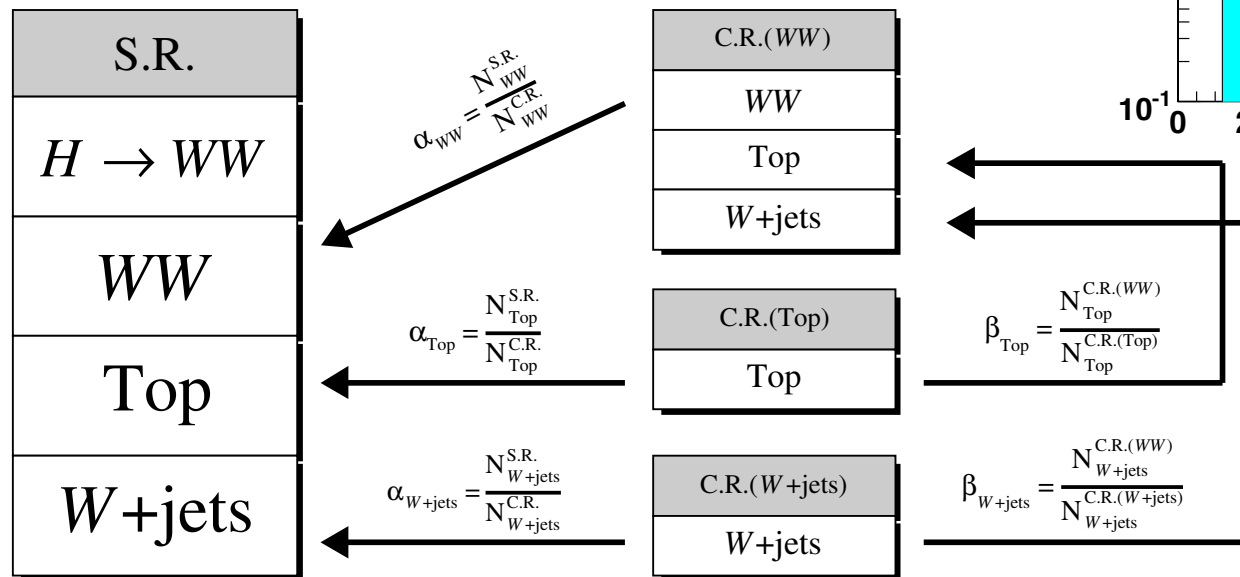 S.R.
H → WW
WW
Top
W+jets
α_WW = N^S.R._WW / N^C.R._WW
α_Top = N^S.R._Top / N^C.R._Top
α_W+jets = N^S.R._W+jets / N^C.R._W+jets
C.R.(WW)
WW
Top
W+jets
C.R.(Top)
Top
C.R.(W+jets)
W+jets
β_Top = N^C.R.(WW)_Top / N^C.R.(Top)_Top
β_W+jets = N^C.R.(WW)_W+jets / N^C.R.(W+jets)_W+jets
10^-1
0 2